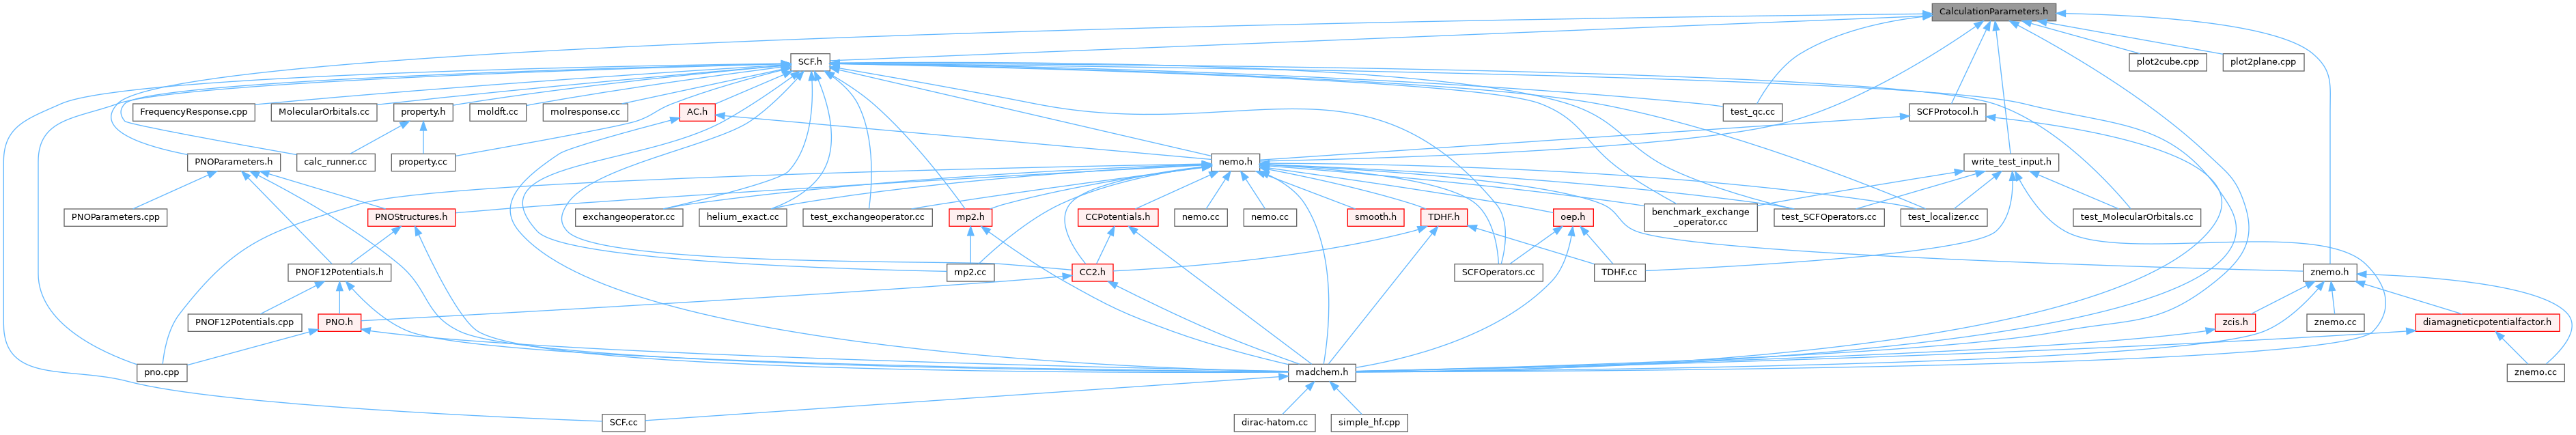 CalculationParameters.h
SCF.h
plot2cube.cpp
plot2plane.cpp
FrequencyResponse.cpp
MolecularOrbitals.cc
property.h
moldft.cc
molresponse.cc
AC.h
test_qc.cc
SCFProtocol.h
PNOParameters.h
calc_runner.cc
property.cc
nemo.h
write_test_input.h
PNOParameters.cpp
PNOStructures.h
exchangeoperator.cc
helium_exact.cc
test_exchangeoperator.cc
mp2.h
CCPotentials.h
nemo.cc
nemo.cc
smooth.h
TDHF.h
oep.h
benchmark_exchange
_operator.cc
test_SCFOperators.cc
test_localizer.cc
test_MolecularOrbitals.cc
PNOF12Potentials.h
mp2.cc
CC2.h
SCFOperators.cc
TDHF.cc
znemo.h
PNOF12Potentials.cpp
PNO.h
zcis.h
znemo.cc
diamagneticpotentialfactor.h
pno.cpp
madchem.h
znemo.cc
SCF.cc
dirac-hatom.cc
simple_hf.cpp